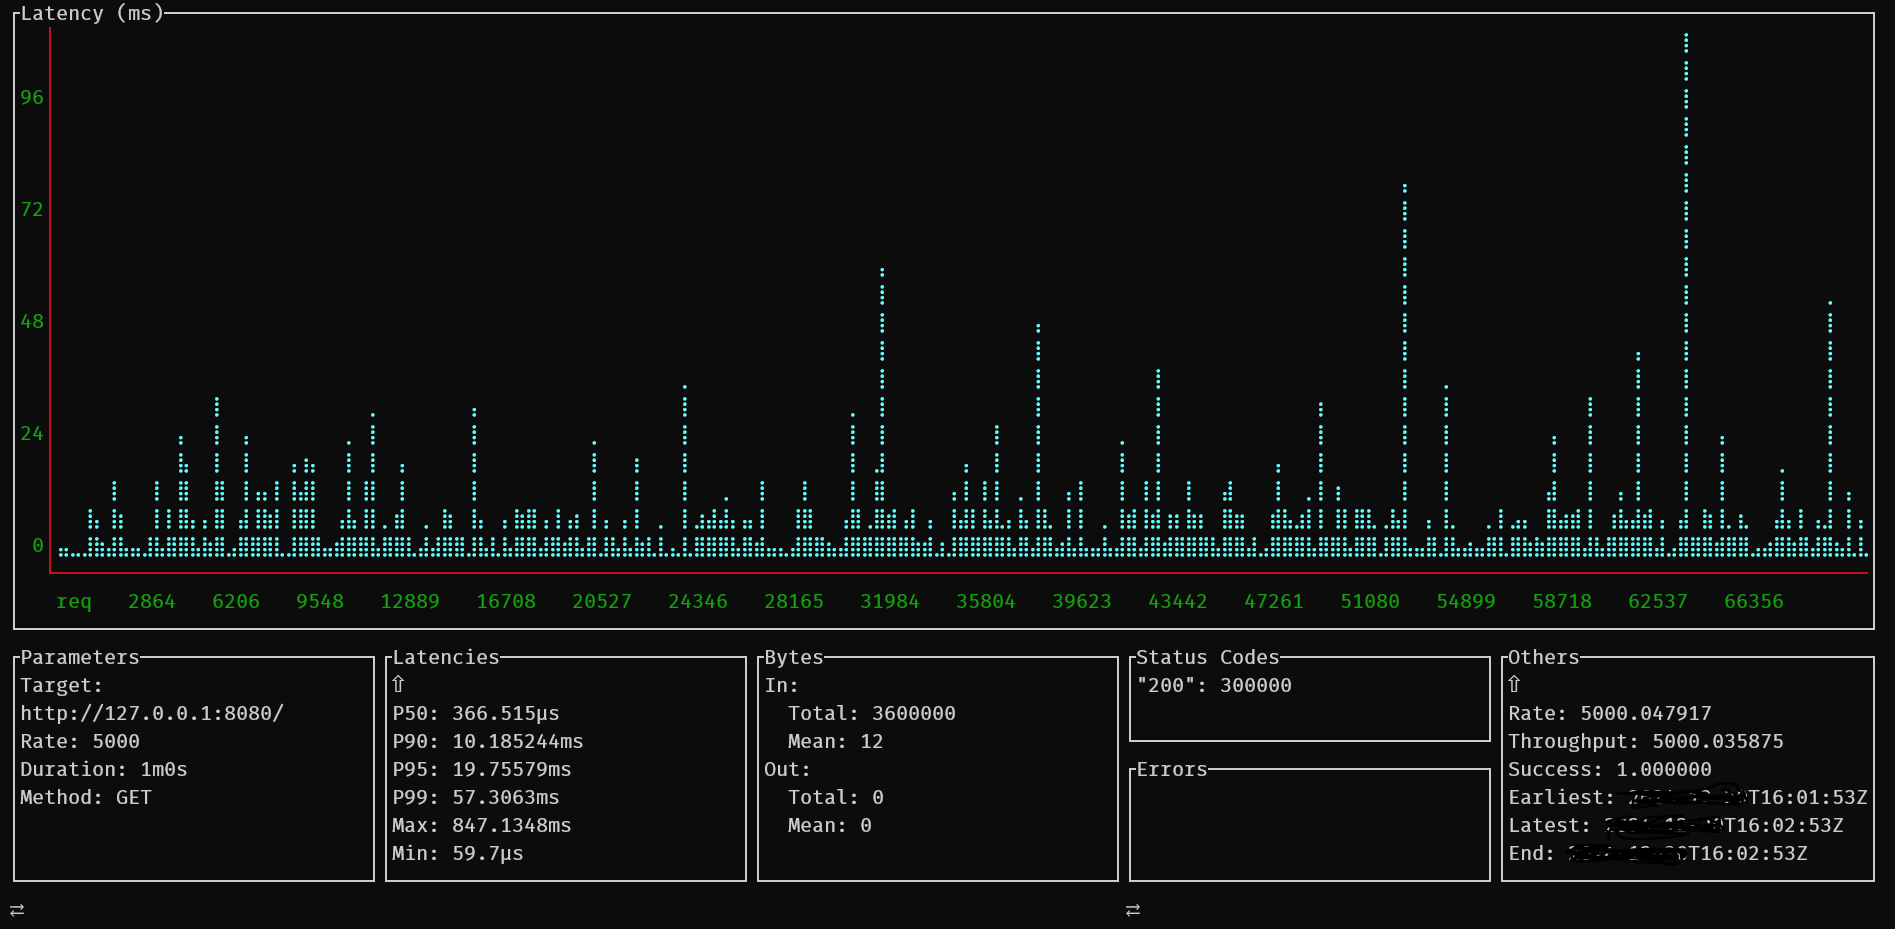 Latency (ms)
96
72
48
24
0
req 2864 6206 9548 12889 16708 20527 24346 28165 31984 35804 39623 43442 47261 51080 54899 58718 62537 66356
Parameters
Target:
http://127.0.0.1:8080/
Rate: 5000
Duration: 1m0s
Method: GET
Latencies
⇧
P50: 366.515µs
P90: 10.185244ms
P95: 19.75579ms
P99: 57.3063ms
Max: 847.1348ms
Min: 59.7µs
Bytes
In:
Total: 3600000
Mean: 12
Out:
Total: 0
Mean: 0
Status Codes
"200": 300000
Errors
Others
⇧
Rate: 5000.047917
Throughput: 5000.035875
Success: 1.000000
Earliest: T16:01:53Z
Latest: T16:02:53Z
End: T16:02:53Z
⇄ ⇄